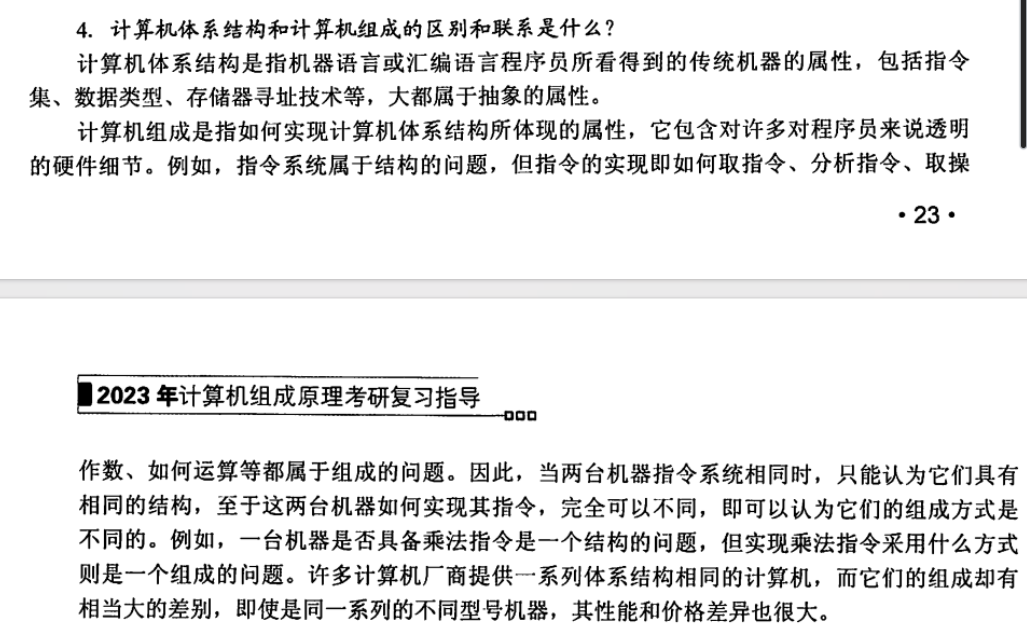 4. 计算机体系结构和计算机组成的区别和联系是什么?
计算机体系结构是指机器语言或汇编语言程序员所看得到的传统机器的属性，包括指令
集、数据类型、存储器寻址技术等，大都属于抽象的属性。
计算机组成是指如何实现计算机体系结构所体现的属性，它包含对许多对程序员来说透明
的硬件细节。例如，指令系统属于结构的问题，但指令的实现即如何取指令、分析指令、取操
• 23 •
2023 年计算机组成原理考研复习指导
作数、如何运算等都属于组成的问题。因此，当两台机器指令系统相同时，只能认为它们具有
相同的结构，至于这两台机器如何实现其指令，完全可以不同，即可以认为它们的组成方式是
不同的。例如，一台机器是否具备乘法指令是一个结构的问题，但实现乘法指令采用什么方式
则是一个组成的问题。许多计算机厂商提供一系列体系结构相同的计算机，而它们的组成却有
相当大的差别，即使是同一系列的不同型号机器，其性能和价格差异也很大。